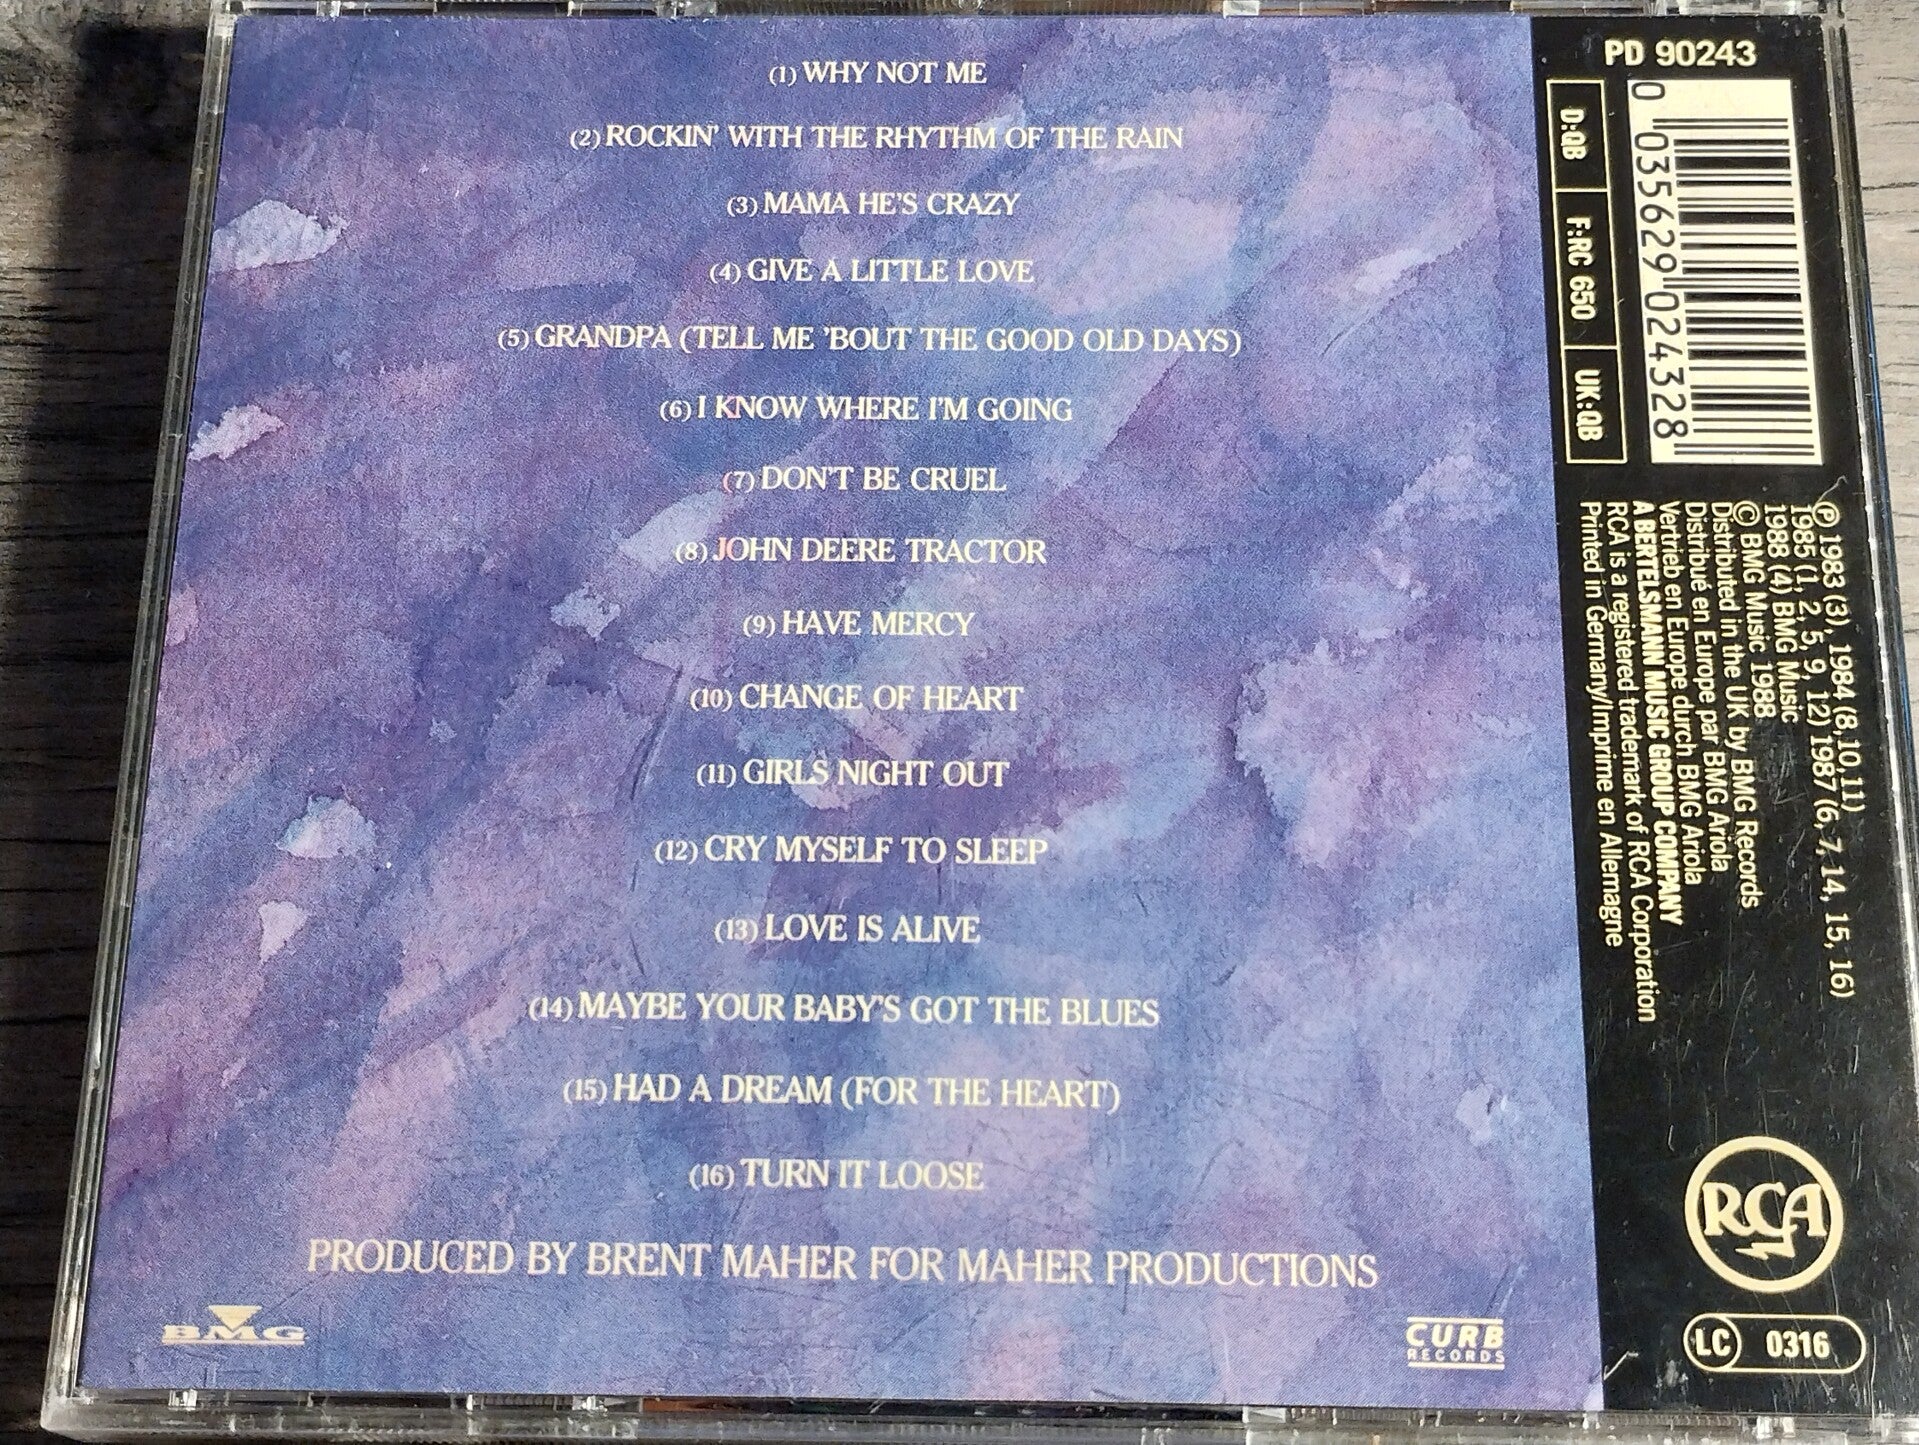 (1) WHY NOT ME
(2) ROCKIN' WITH THE RHYTHM OF THE RAIN
(3) MAMA HE'S CRAZY
(4) GIVE A LITTLE LOVE
(5) GRANDPA (TELL ME 'BOUT THE GOOD OLD DAYS)
(6) I KNOW WHERE I'M GOING
(7) DON'T BE CRUEL
(8) JOHN DEERE TRACTOR
(9) HAVE MERCY
(10) CHANGE OF HEART
(11) GIRLS NIGHT OUT
(12) CRY MYSELF TO SLEEP
(13) LOVE IS ALIVE
(14) MAYBE YOUR BABY'S GOT THE BLUES
(15) HAD A DREAM (FOR THE HEART)
(16) TURN IT LOOSE
PRODUCED BY BRENT MAHER FOR MAHER PRODUCTIONS
BMG
CURB
RECORDS
PD 90243
0 035629 024328
D:QB
F:RC 650
UK:QB
℗ 1983 (3), 1984 (8,10,11)
1985 (1, 2, 5, 9, 12) 1987 (6, 7, 14, 15, 16)
1988 (4) BMG Music
© BMG Music 1988
Distributed in the UK by BMG Records
Distribué en Europe par BMG Ariola
Vertrieb en Europe durch BMG Ariola
A BERTELSMANN MUSIC GROUP COMPANY
RCA is a registered trademark of RCA Corporation
Printed in Germany/Imprime en Allemagne
RCA
LC 0316